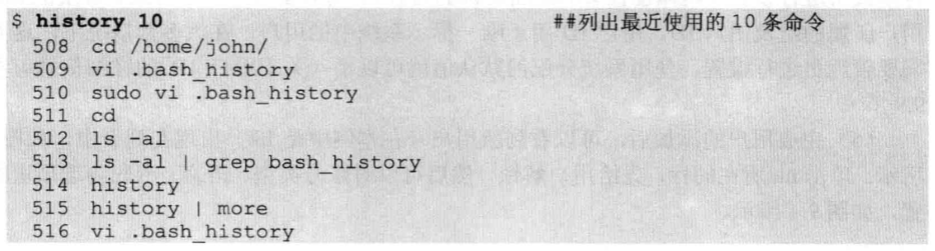 $ history 10 ##列出最近使用的 10 条命令
508 cd /home/john/
509 vi .bash_history
510 sudo vi .bash_history
511 cd
512 ls -al
513 ls -al | grep bash_history
514 history
515 history | more
516 vi .bash_history